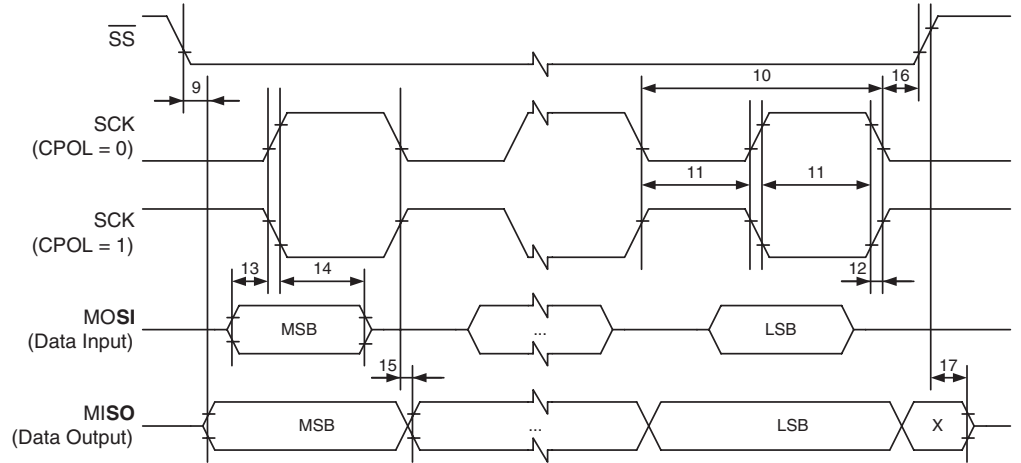 SS
9
10
16
SCK
(CPOL = 0)
11
11
SCK
(CPOL = 1)
13
14
12
MOSI
(Data Input)
MSB
...
LSB
15
17
MISO
(Data Output)
MSB
...
LSB
X